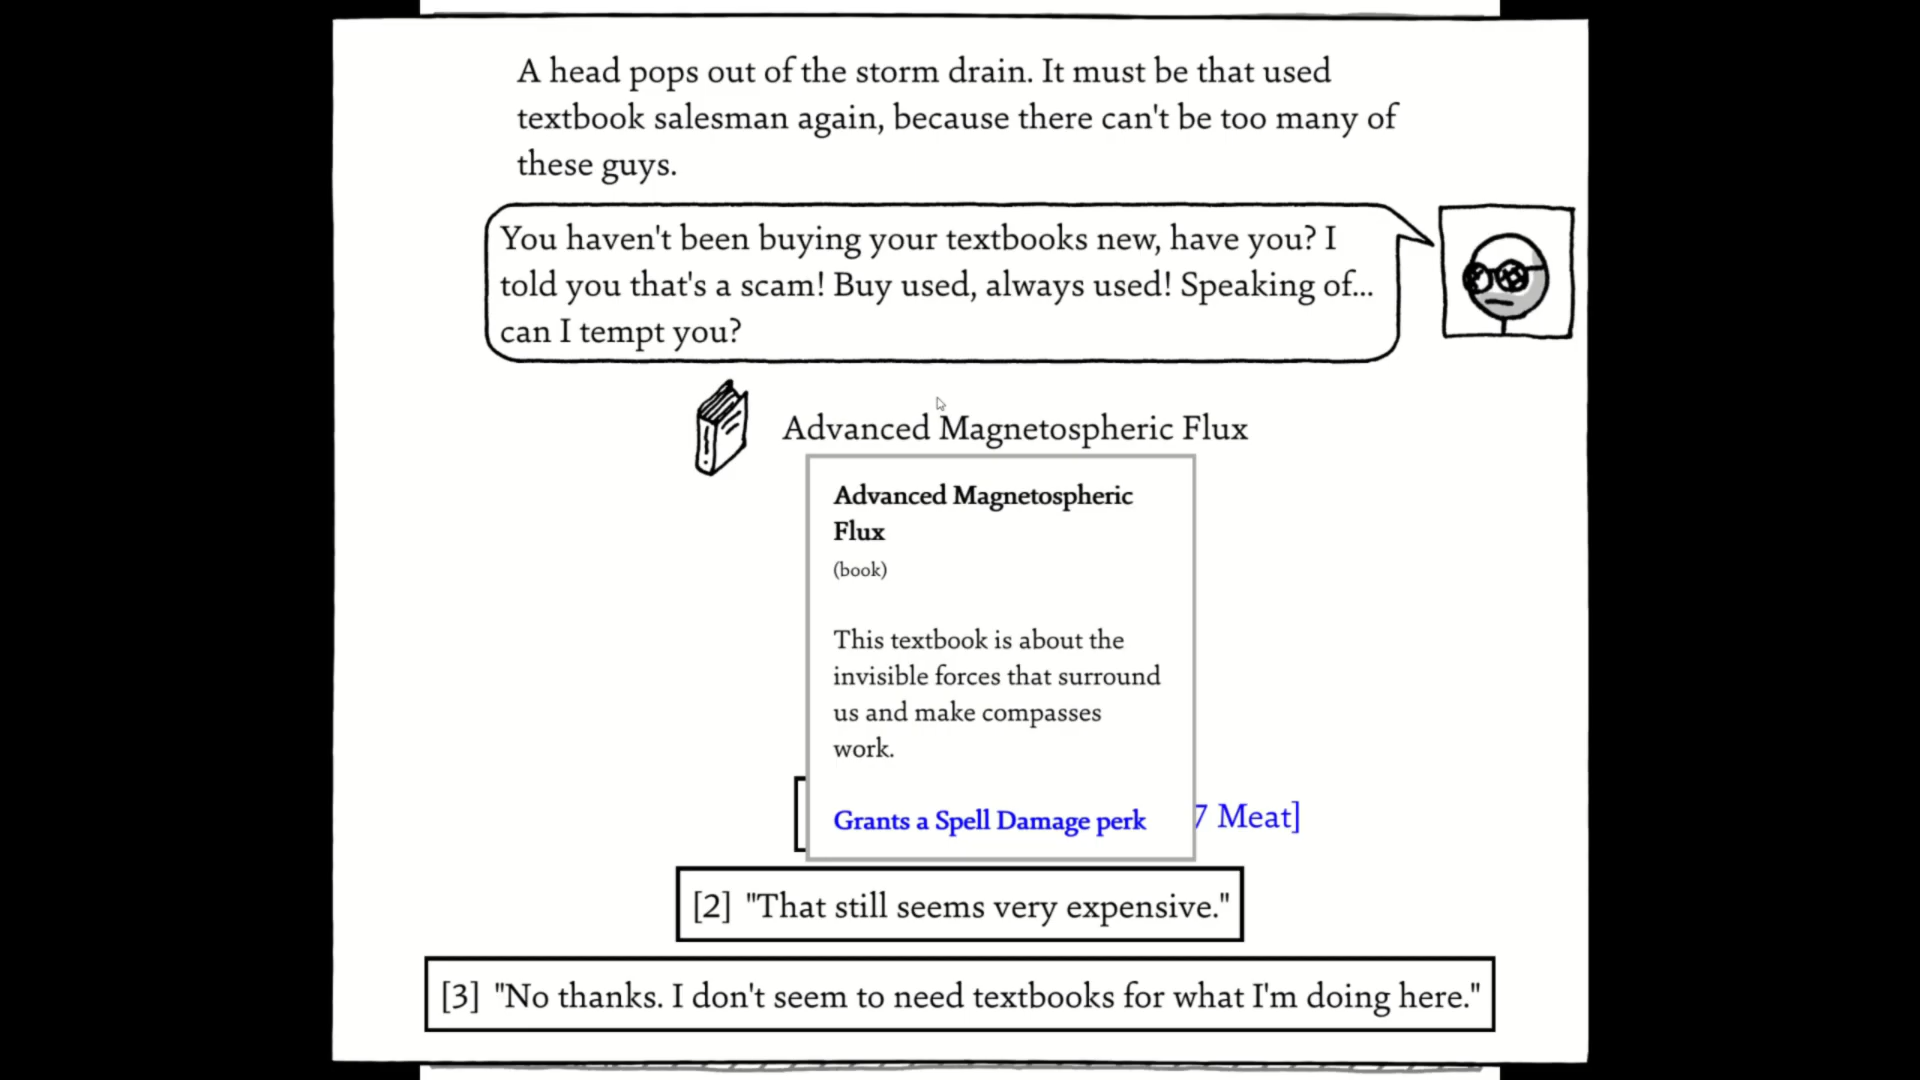 A head pops out of the storm drain. It must be that used
textbook salesman again, because there can't be too many of
these guys.
You haven't been buying your textbooks new, have you? I
told you that's a scam! Buy used, always used! Speaking of...
can I tempt you?
Advanced Magnetospheric Flux
Advanced Magnetospheric
Flux
(book)
This textbook is about the
invisible forces that surround
us and make compasses
work.
Grants a Spell Damage perk
7 Meat]
[2] "That still seems very expensive."
[3] "No thanks. I don't seem to need textbooks for what I'm doing here."